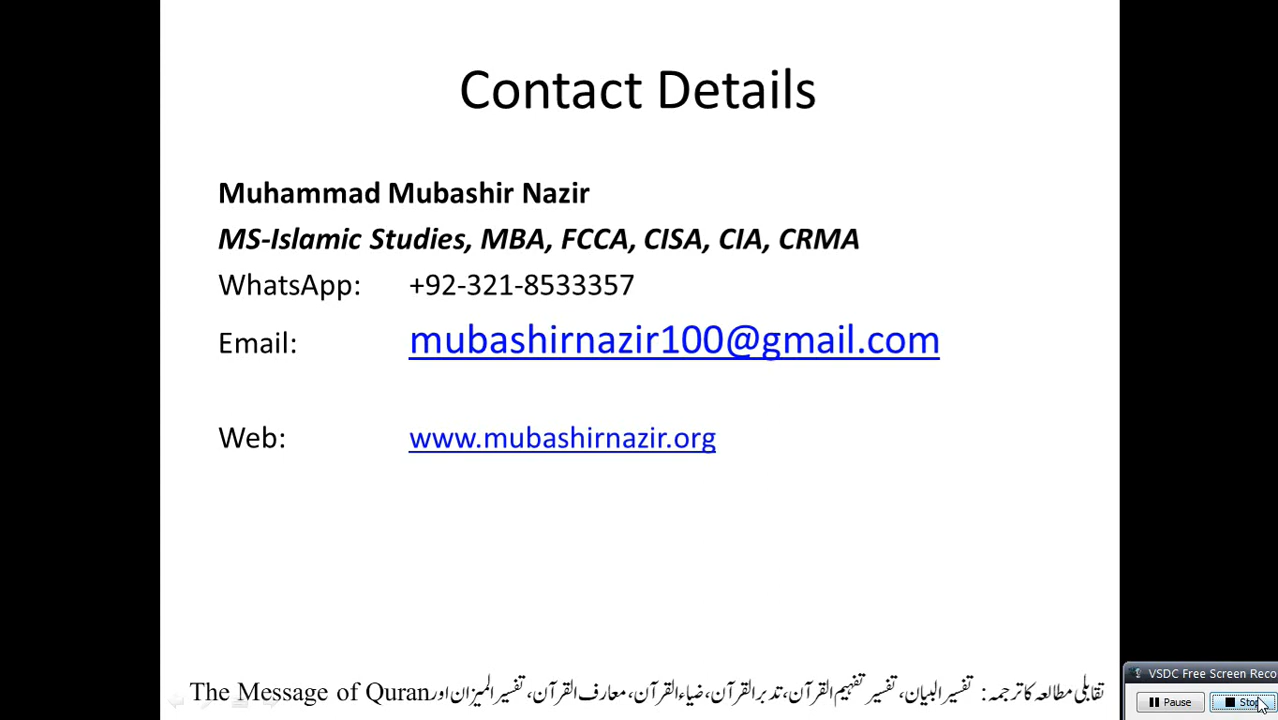 Contact Details
Muhammad Mubashir Nazir
MS-Islamic Studies, MBA, FCCA, CISA, CIA, CRMA
WhatsApp: +92-321-8533357
Email: mubashirnazir100@gmail.com
Web: www.mubashirnazir.org
تقابلی مطالعہ کا ترجمہ: تفسیر البیان، تفسیر تفہیم القرآن، تدبر القرآن، ضیاء القرآن، معارف القرآن، تفسیر المیزان اور The Message of Quran
VSDC Free Screen Reco
Pause
Stop